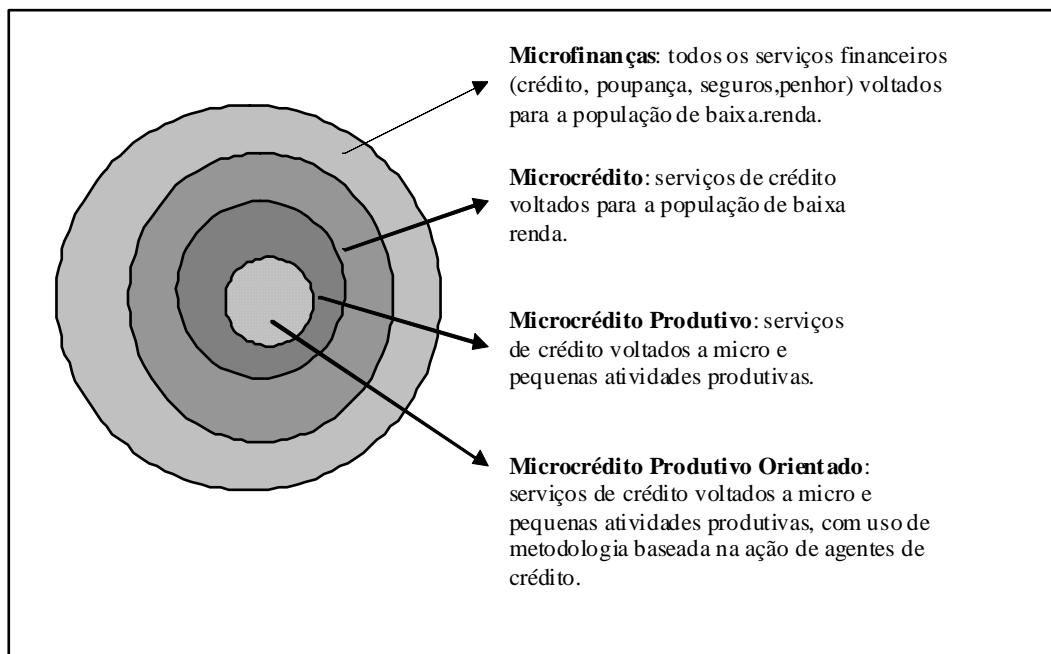 Microfinanças: todos os serviços financeiros
(crédito, poupança, seguros,penhor) voltados
para a população de baixa.renda.
Microcrédito: serviços de crédito
voltados para a população de baixa
renda.
Microcrédito Produtivo: serviços
de crédito voltados a micro e
pequenas atividades produtivas.
Microcrédito Produtivo Orientado:
serviços de crédito voltados a micro e
pequenas atividades produtivas, com uso de
metodologia baseada na ação de agentes de
crédito.